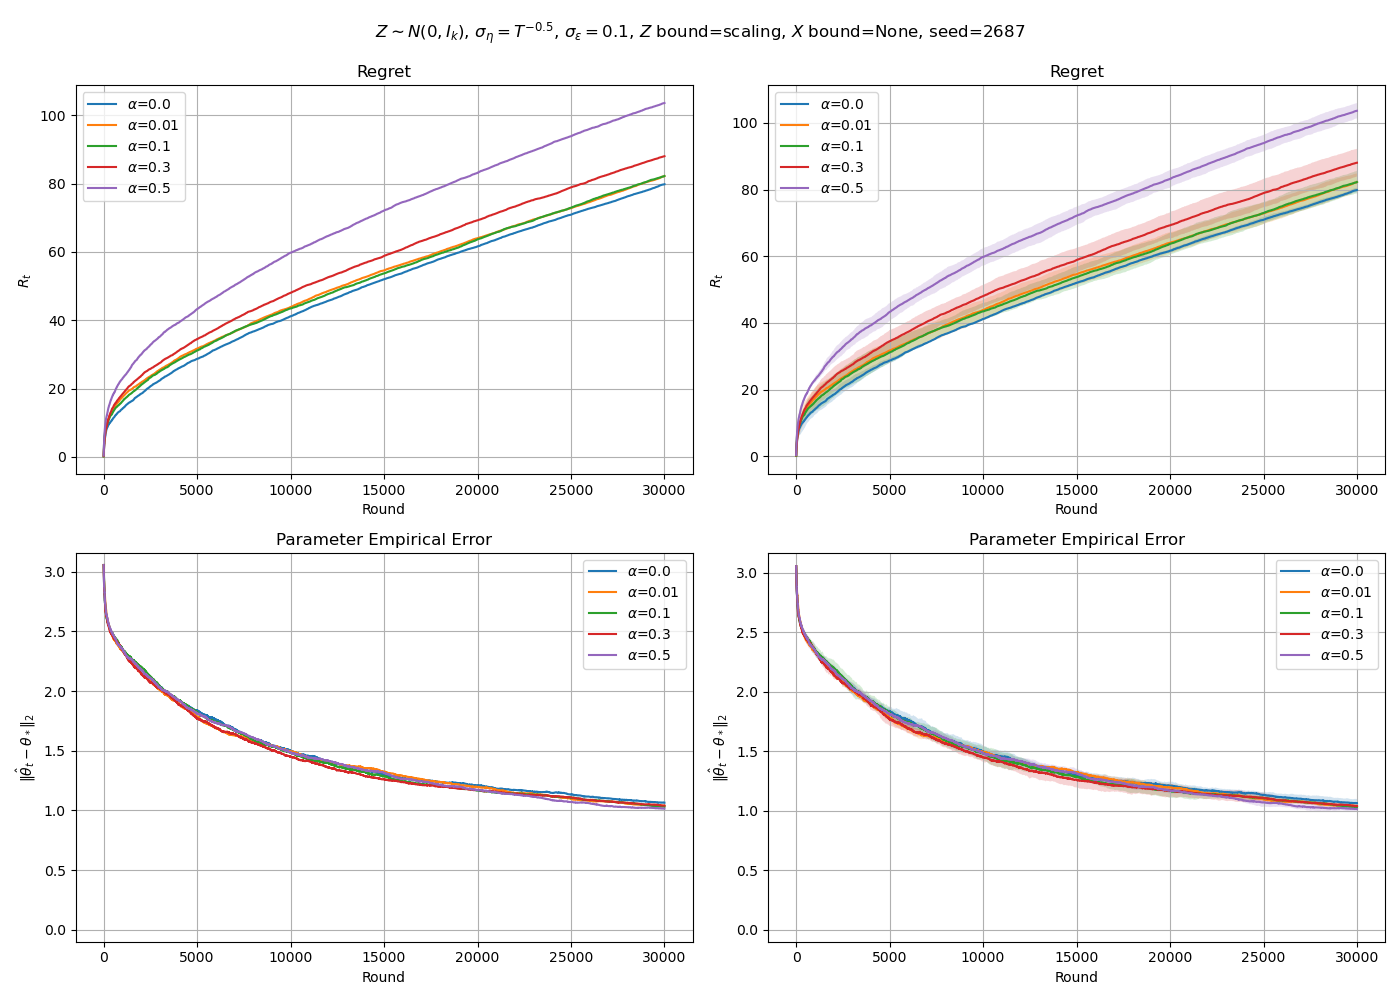 Z ∼ N(0, I_k), σ_η = T^{−0.5}, σ_ε = 0.1, Z bound=scaling, X bound=None, seed=2687
Regret
R_t
100
80
60
40
20
0
α=0.0
α=0.01
α=0.1
α=0.3
α=0.5
0 5000 10000 15000 20000 25000 30000
Round
Regret
R_t
100
80
60
40
20
0
α=0.0
α=0.01
α=0.1
α=0.3
α=0.5
0 5000 10000 15000 20000 25000 30000
Round
Parameter Empirical Error
‖θ̂_t − θ_*‖_2
3.0
2.5
2.0
1.5
1.0
0.5
0.0
α=0.0
α=0.01
α=0.1
α=0.3
α=0.5
0 5000 10000 15000 20000 25000 30000
Round
Parameter Empirical Error
‖θ̂_t − θ_*‖_2
3.0
2.5
2.0
1.5
1.0
0.5
0.0
α=0.0
α=0.01
α=0.1
α=0.3
α=0.5
0 5000 10000 15000 20000 25000 30000
Round